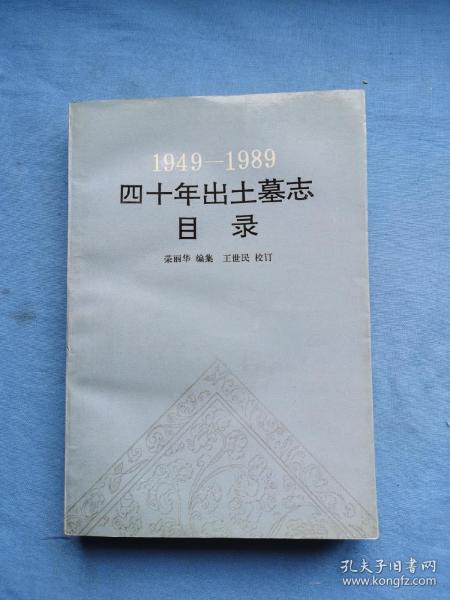 1949—1989
四十年出土墓志
目录
荣丽华 编集 王世民 校订
孔夫子旧书网
www.kongfz.com